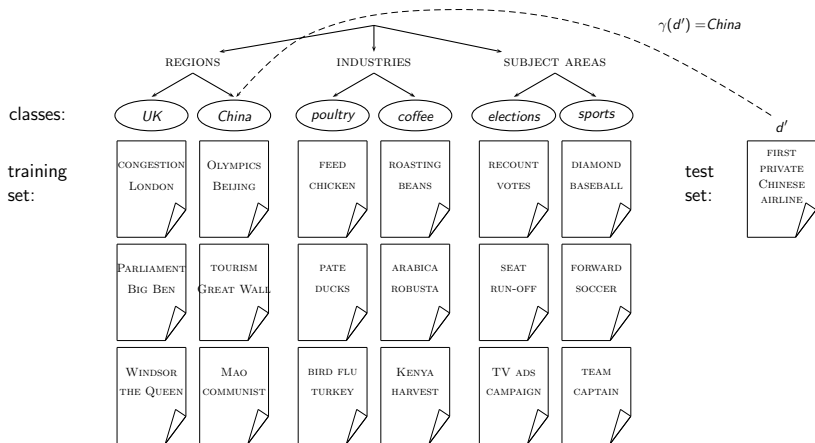 γ(d′) =China
REGIONS INDUSTRIES SUBJECT AREAS
classes: UK China poultry coffee elections sports
d′
training set:
CONGESTION
LONDON
OLYMPICS
BEIJING
FEED
CHICKEN
ROASTING
BEANS
RECOUNT
VOTES
DIAMOND
BASEBALL
test
set:
FIRST
PRIVATE
CHINESE
AIRLINE
PARLIAMENT
BIG BEN
TOURISM
GREAT WALL
PATE
DUCKS
ARABICA
ROBUSTA
SEAT
RUN-OFF
FORWARD
SOCCER
WINDSOR
THE QUEEN
MAO
COMMUNIST
BIRD FLU
TURKEY
KENYA
HARVEST
TV ADS
CAMPAIGN
TEAM
CAPTAIN